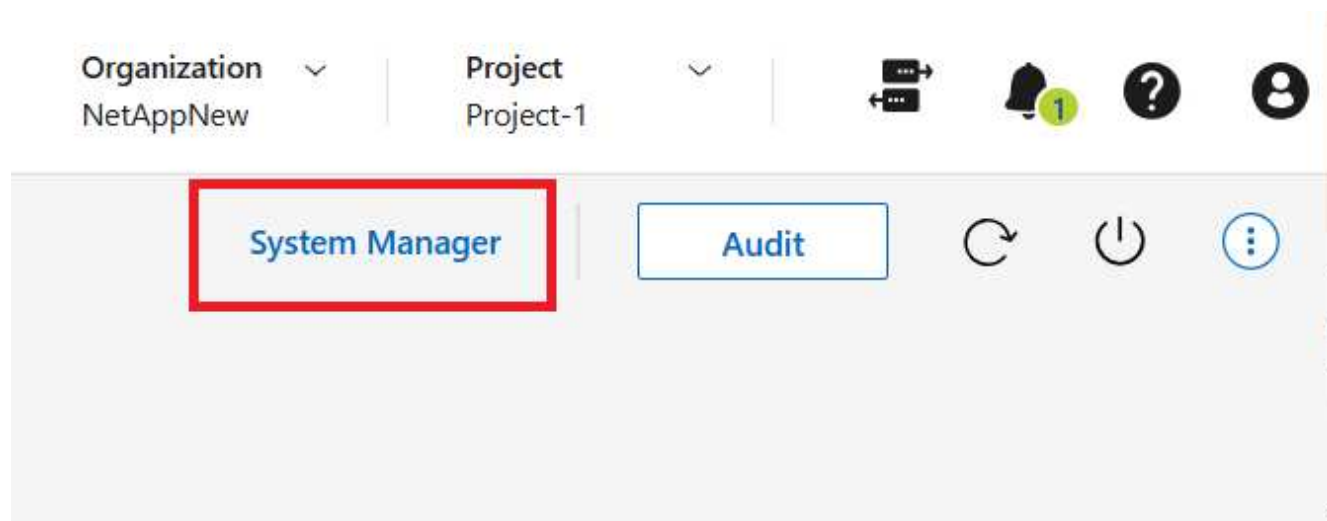 Organization
NetAppNew
Project
Project-1
1
System Manager
Audit